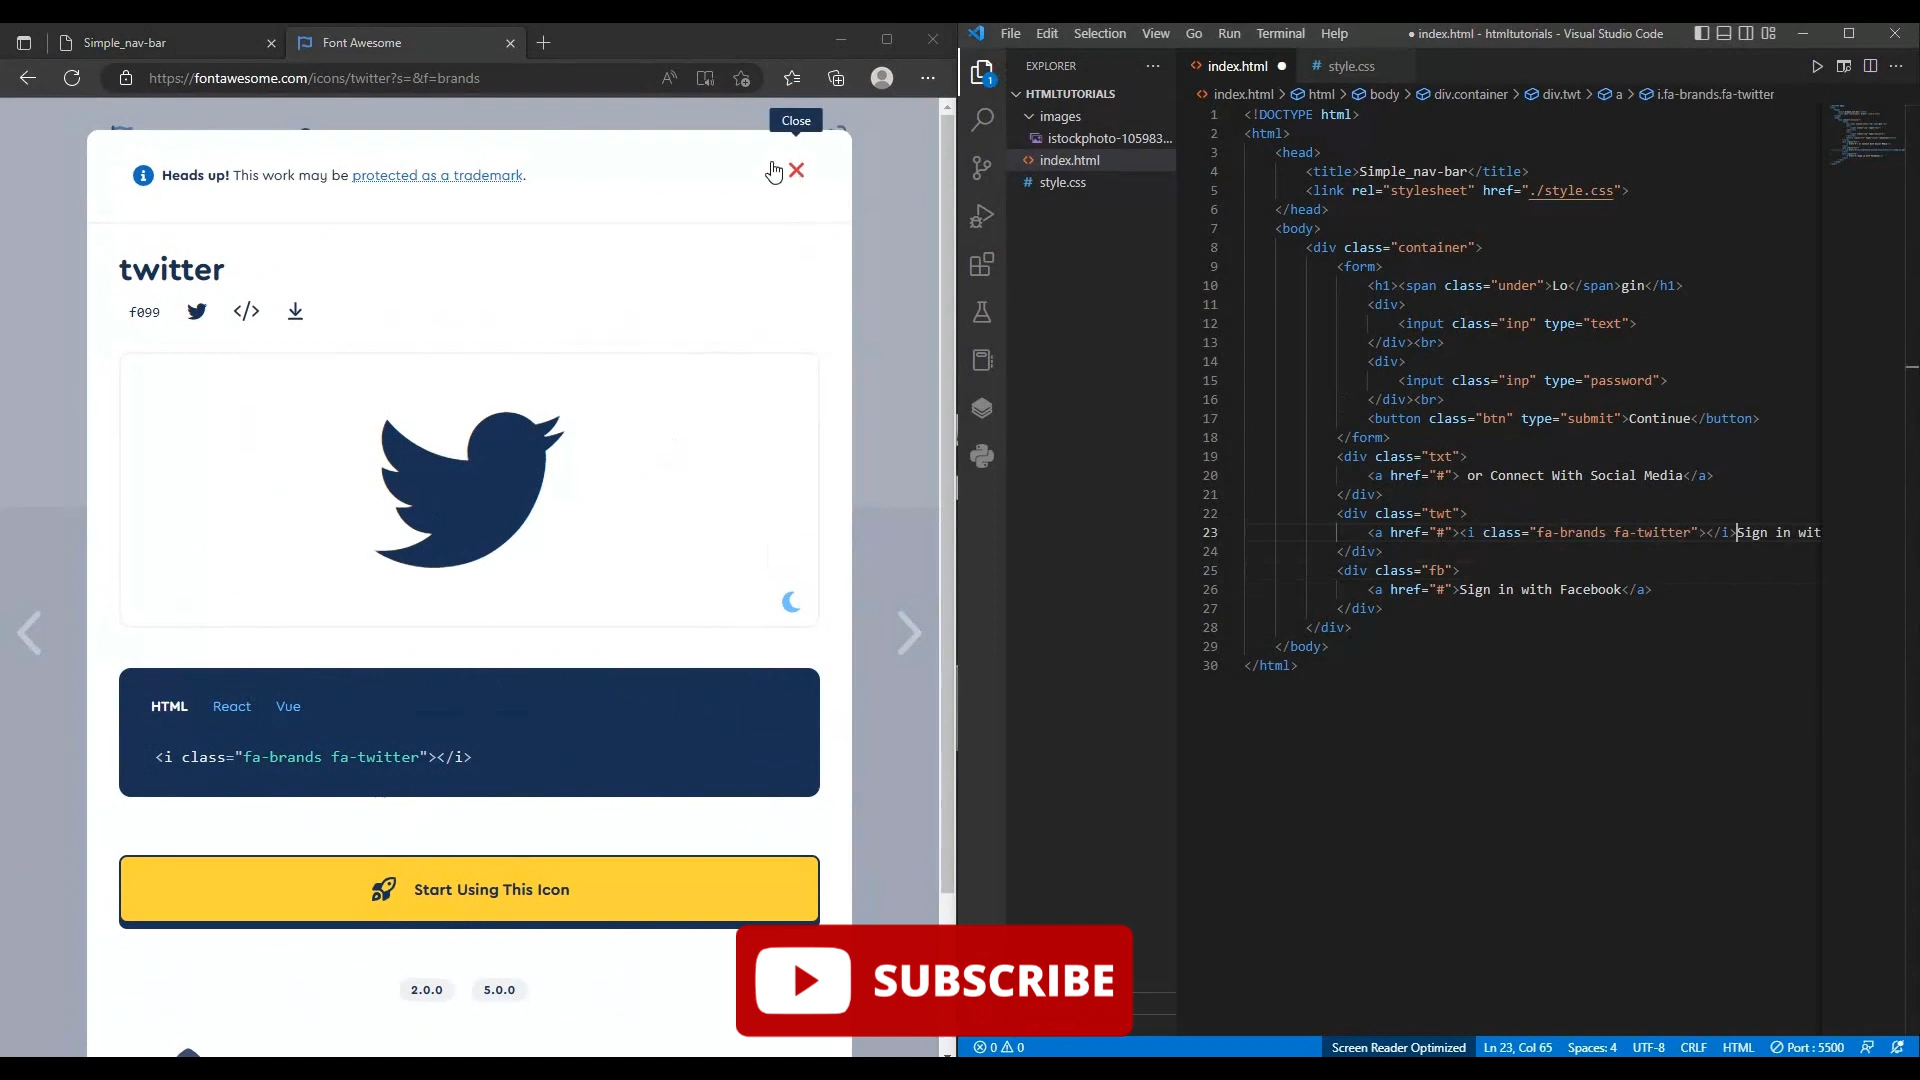 Simple_nav-bar
Font Awesome
https://fontawesome.com/icons/twitter?s=&f=brands
Close
Heads up! This work may be protected as a trademark.
twitter
f099
HTML React Vue
<i class="fa-brands fa-twitter"></i>
Start Using This Icon
2.0.0 5.0.0
SUBSCRIBE
File Edit Selection View Go Run Terminal Help
● index.html - htmltutorials - Visual Studio Code
EXPLORER
1
HTMLTUTORIALS
images
istockphoto-105983...
index.html
style.css
index.html
style.css
index.html > html > body > div.container > div.twt > a > i.fa-brands.fa-twitter
1 <!DOCTYPE html>
2 <html>
3 <head>
4 <title>Simple_nav-bar</title>
5 <link rel="stylesheet" href="./style.css">
6 </head>
7 <body>
8 <div class="container">
9 <form>
10 <h1><span class="under">Lo</span>gin</h1>
11 <div>
12 <input class="inp" type="text">
13 </div><br>
14 <div>
15 <input class="inp" type="password">
16 </div><br>
17 <button class="btn" type="submit">Continue</button>
18 </form>
19 <div class="txt">
20 <a href="#"> or Connect With Social Media</a>
21 </div>
22 <div class="twt">
23 <a href="#"><i class="fa-brands fa-twitter"></i>Sign in wit
24 </div>
25 <div class="fb">
26 <a href="#">Sign in with Facebook</a>
27 </div>
28 </div>
29 </body>
30 </html>
0 0
Screen Reader Optimized Ln 23, Col 65 Spaces: 4 UTF-8 CRLF HTML Port : 5500